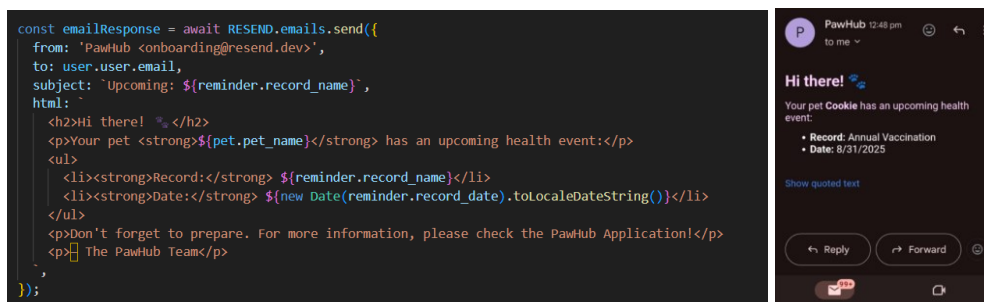 const emailResponse = await RESEND.emails.send({
from: 'PawHub <onboarding@resend.dev>',
to: user.user.email,
subject: `Upcoming: ${reminder.record_name}`,
html: `
<h2>Hi there! 🐾</h2>
<p>Your pet <strong>${pet.pet_name}</strong> has an upcoming health event:</p>
<ul>
<li><strong>Record:</strong> ${reminder.record_name}</li>
<li><strong>Date:</strong> ${new Date(reminder.record_date).toLocaleDateString()}</li>
</ul>
<p>Don't forget to prepare. For more information, please check the PawHub Application!</p>
<p>– The PawHub Team</p>
`,
});
P
PawHub 12:48 pm
to me
Hi there! 🐾
Your pet Cookie has an upcoming health
event:
• Record: Annual Vaccination
• Date: 8/31/2025
Show quoted text
Reply
Forward
99+